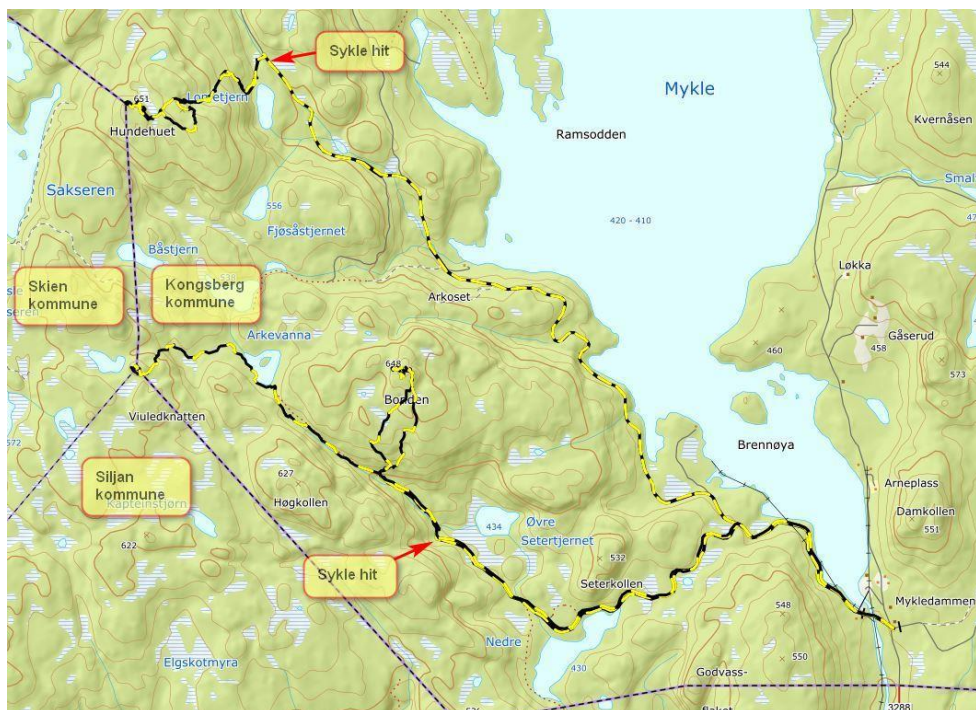 Sykle hit
Mykle
544
Kvernåsen
651
Hundehuet
Ramsodden
Sakseren
556
Fjøsåstjernet
420 - 410
Båstjern
Løkka
Skien
kommune
Kongsberg
kommune
Arkoset
Gåserud
458
Arkevanna
460
573
648
Bonden
Viuledknatten
572
Brennøya
Siljan
kommune
Kapteinstjørn
627
Høgkollen
Arneplass
Damkollen
551
434
Øvre
Setertjernet
622
532
Sykle hit
Seterkollen
Mykledammen
548
Nedre
Elgskotmyra
430
550
Godvass-
3288